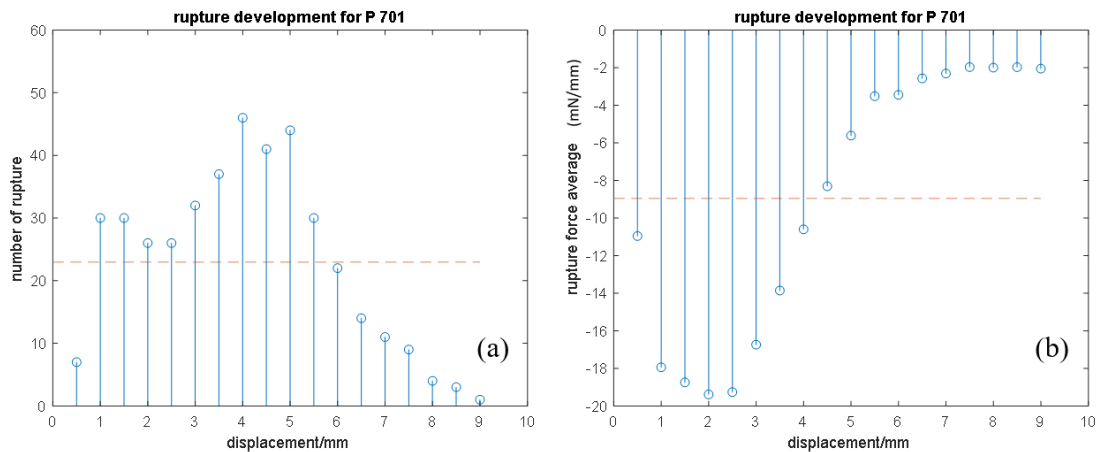 rupture development for P 701
60
50
40
30
20
10
0
number of rupture
0 1 2 3 4 5 6 7 8 9 10
displacement/mm
(a)
rupture development for P 701
0
-2
-4
-6
-8
-10
-12
-14
-16
-18
-20
rupture force average (mN/mm)
0 1 2 3 4 5 6 7 8 9 10
displacement/mm
(b)